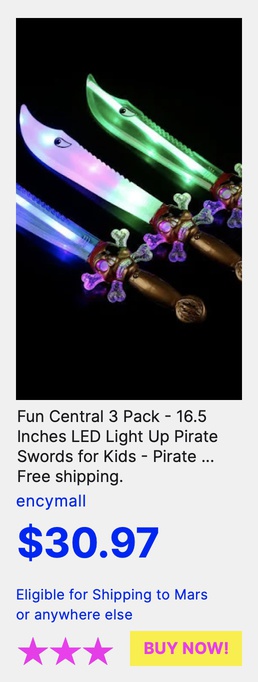 Fun Central 3 Pack - 16.5
Inches LED Light Up Pirate
Swords for Kids - Pirate ...
Free shipping.
encymall
$30.97
Eligible for Shipping to Mars
or anywhere else
BUY NOW!